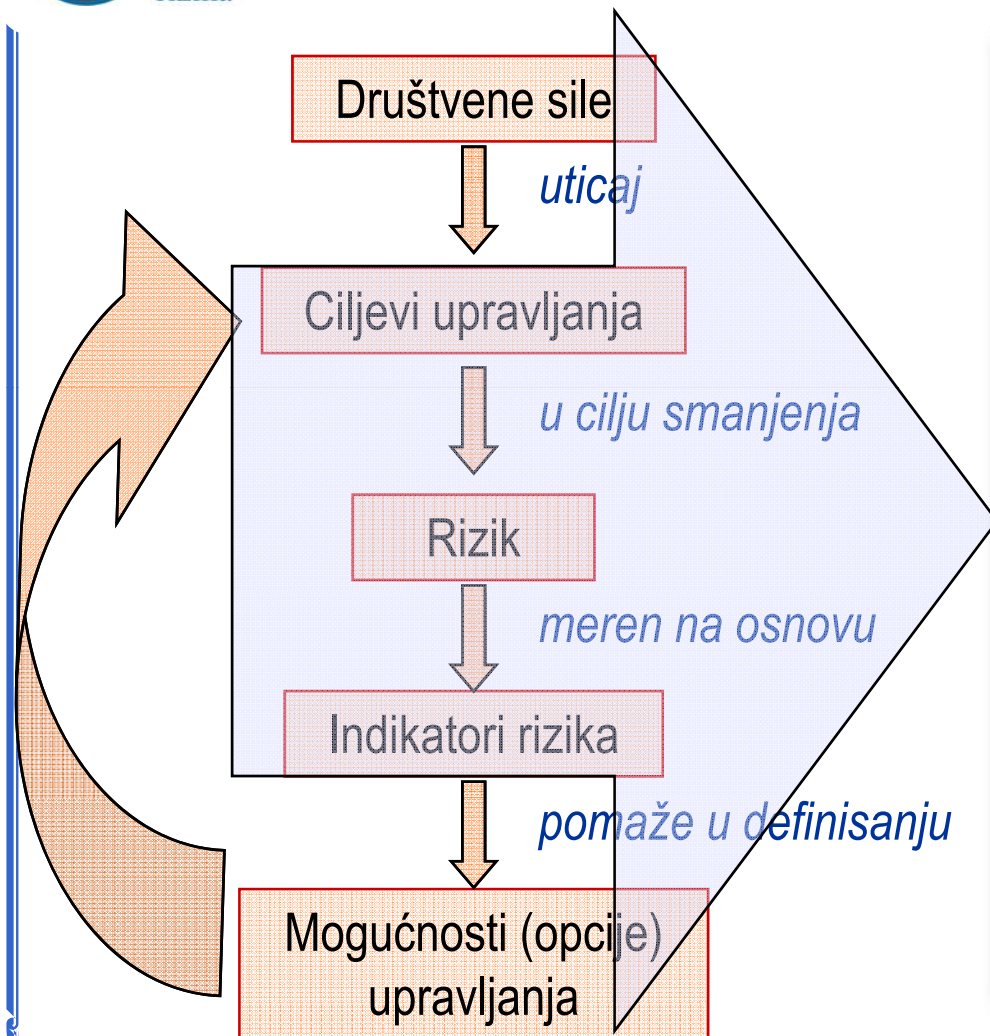 Društvene sile
uticaj
Ciljevi upravljanja
u cilju smanjenja
Rizik
meren na osnovu
Indikatori rizika
pomaže u definisanju
Mogućnosti (opcije)
upravljanja